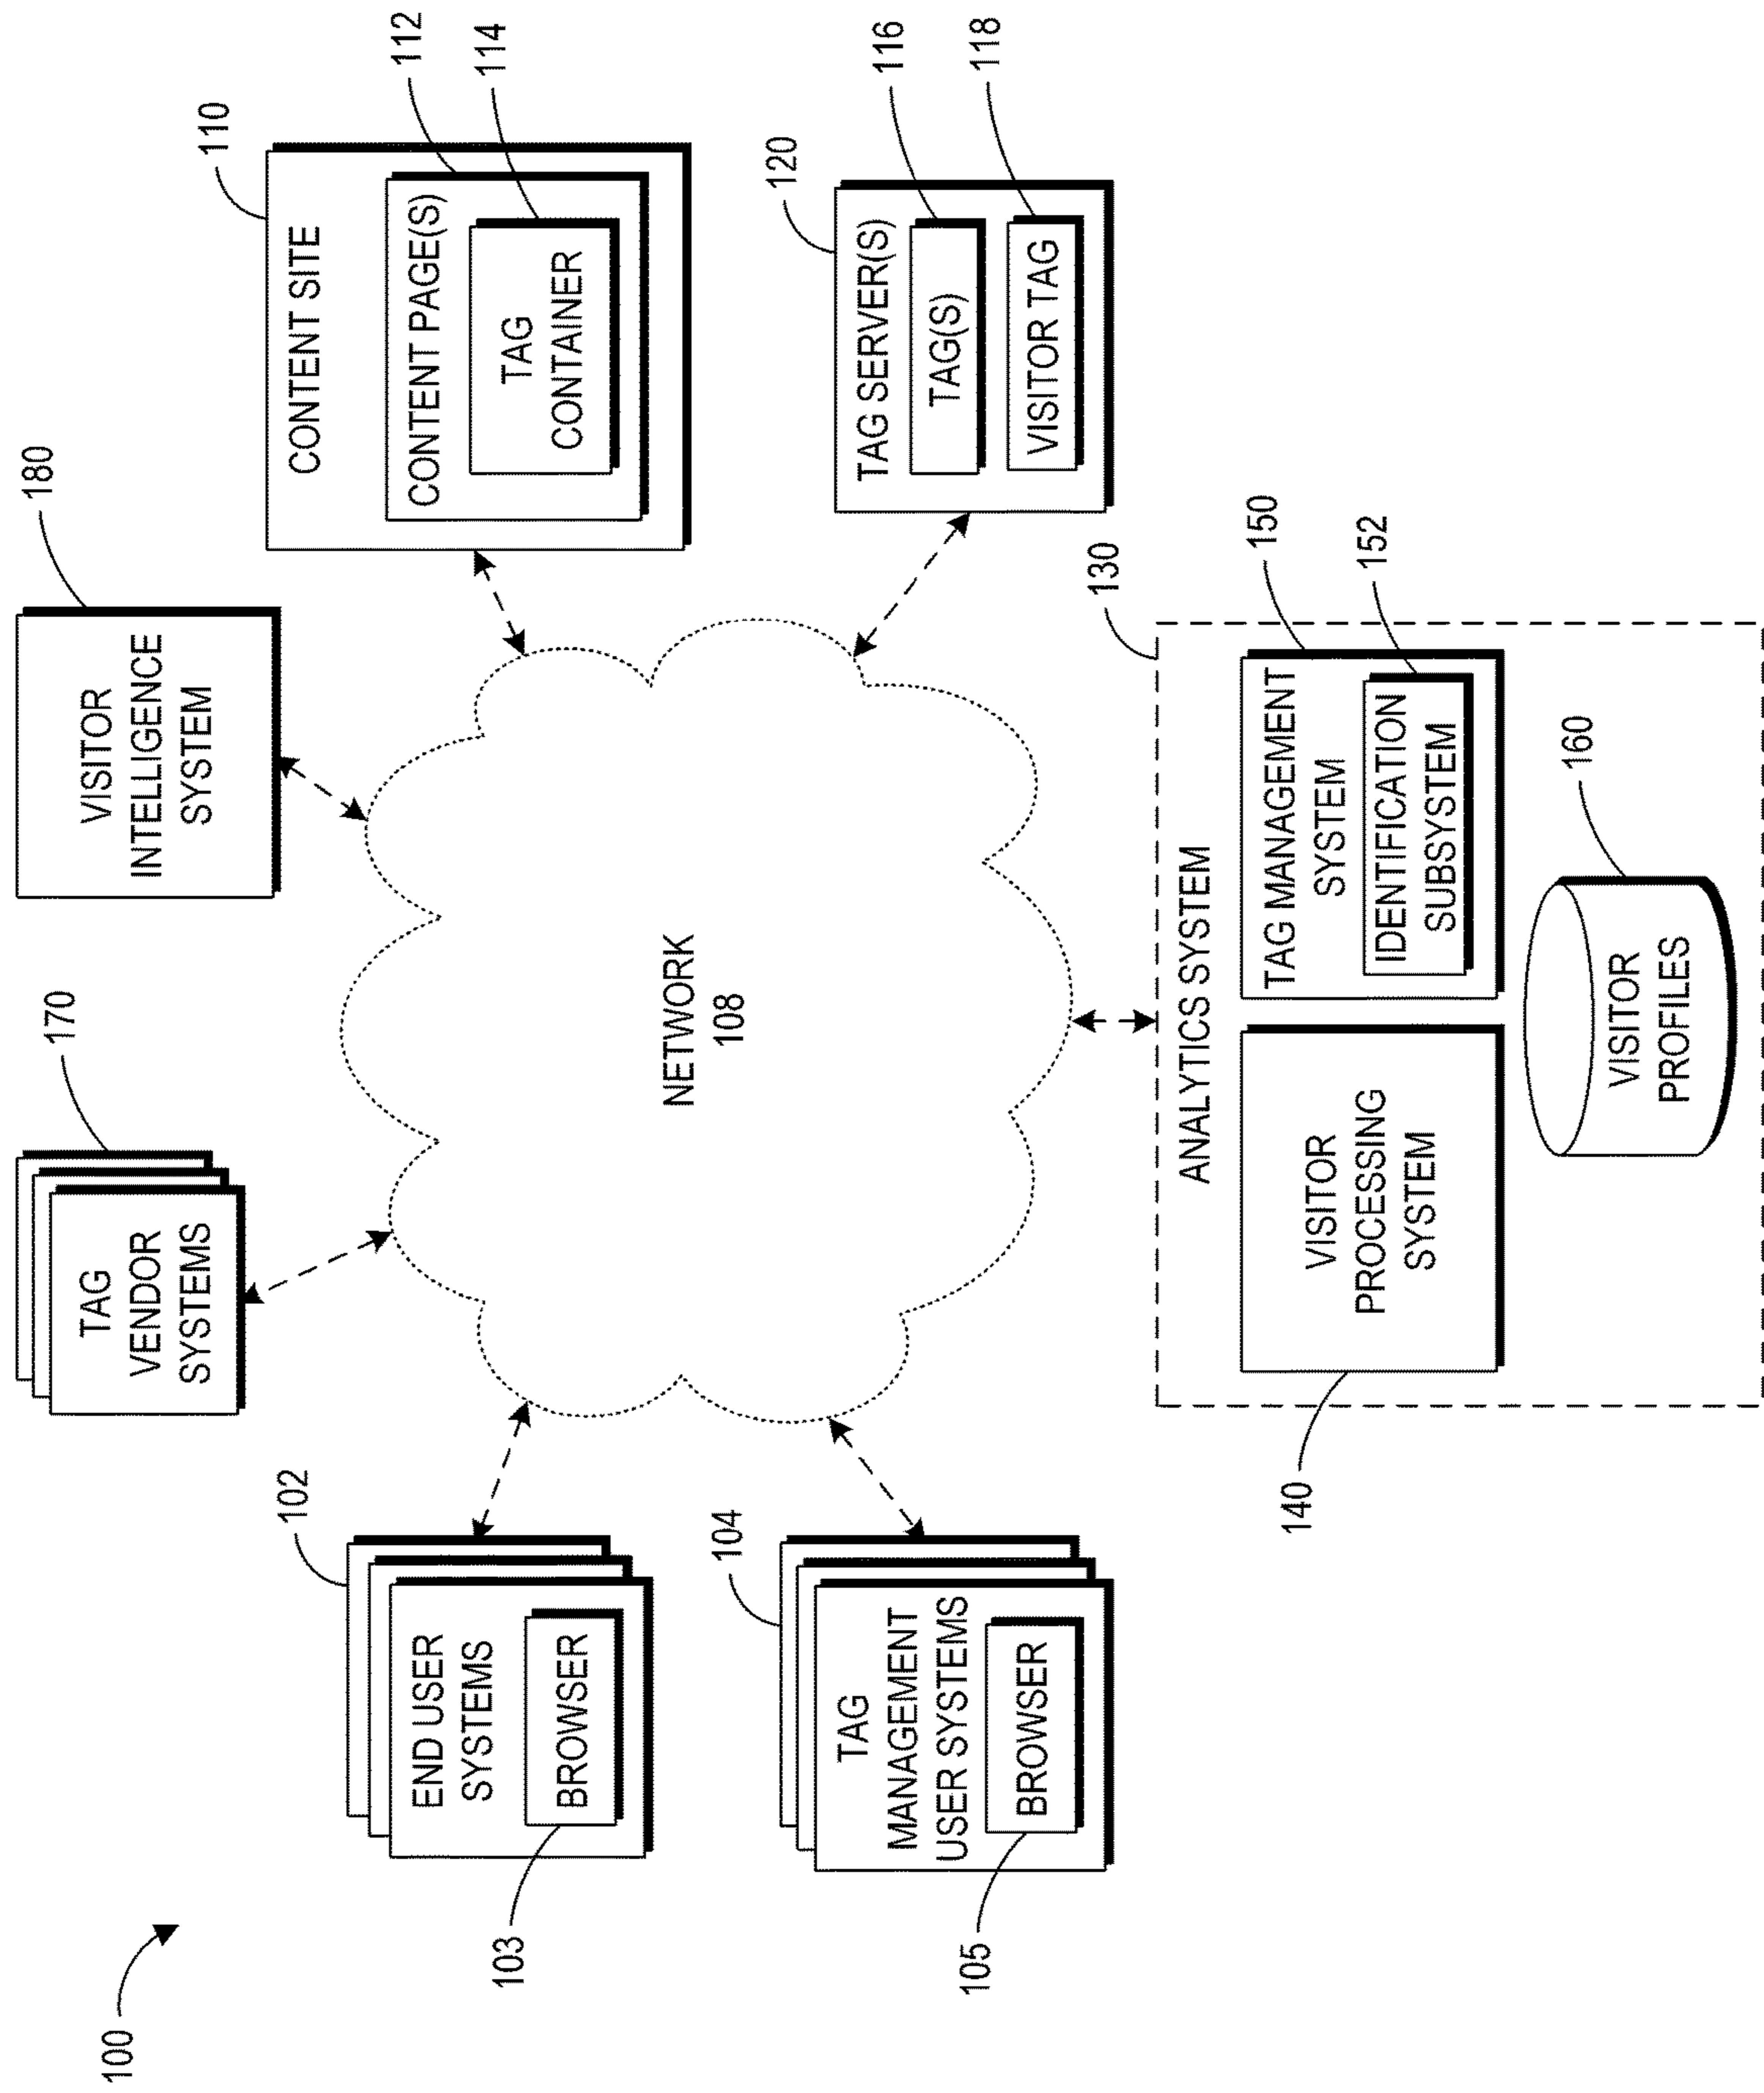 100
170
TAG
VENDOR
SYSTEMS
180
VISITOR
INTELLIGENCE
SYSTEM
102
END USER
SYSTEMS
BROWSER
103
110
CONTENT SITE
112
CONTENT PAGE(S)
114
TAG
CONTAINER
NETWORK
108
104
TAG
MANAGEMENT
USER SYSTEMS
BROWSER
105
120
TAG SERVER(S)
116
TAG(S)
118
VISITOR TAG
130
ANALYTICS SYSTEM
140
VISITOR
PROCESSING
SYSTEM
150
TAG MANAGEMENT
SYSTEM
152
IDENTIFICATION
SUBSYSTEM
160
VISITOR
PROFILES